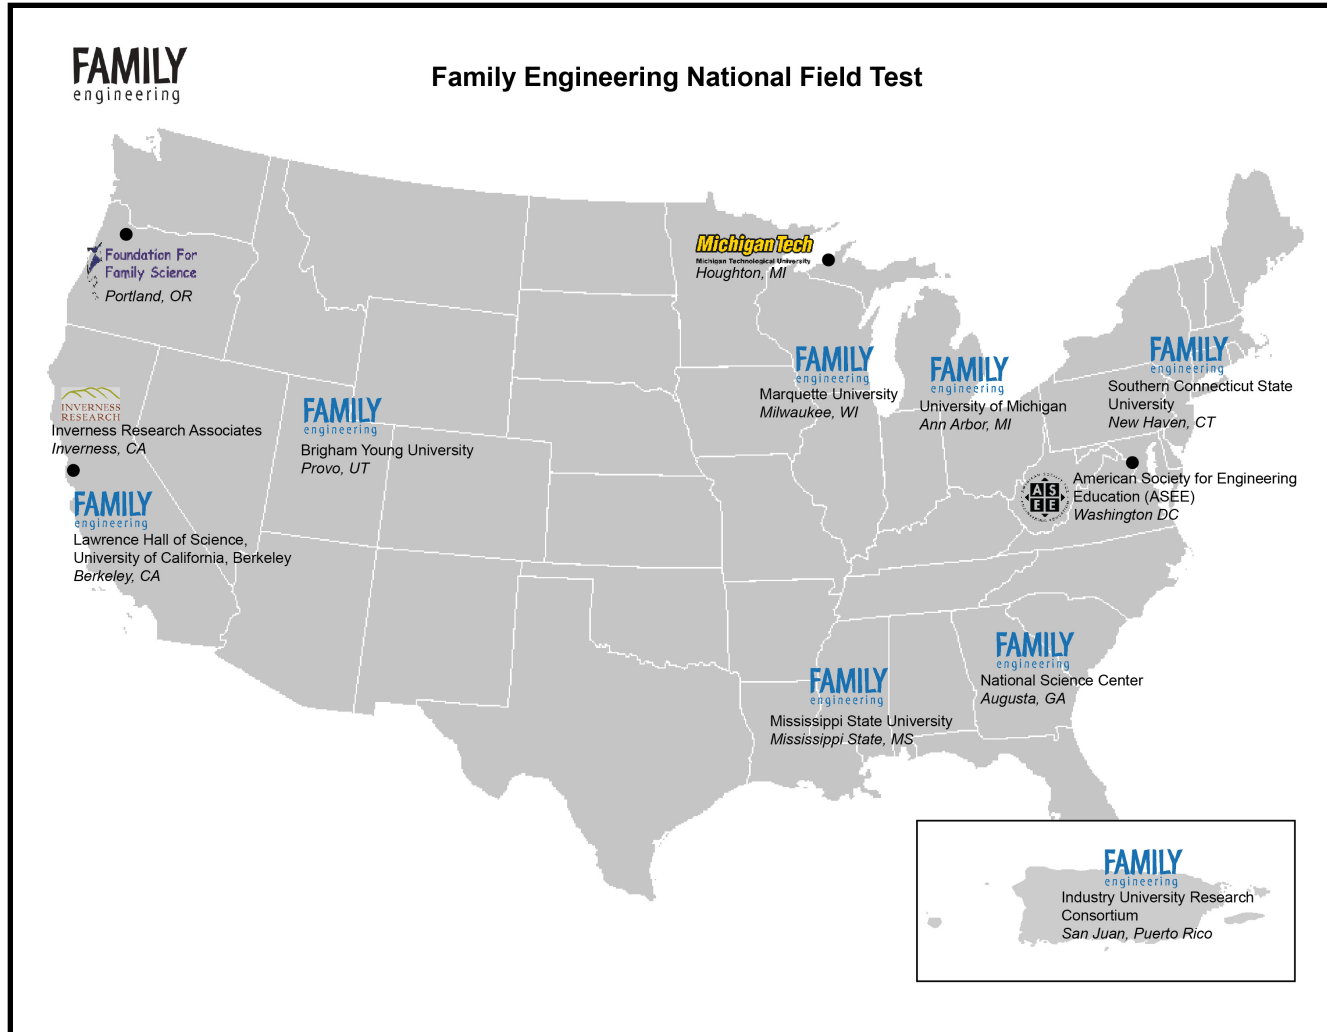 FAMILY
engineering
Family Engineering National Field Test
Foundation For
Family Science
Portland, OR
MichiganTech
Michigan Technological University
Houghton, MI
FAMILY
engineering
Marquette University
Milwaukee, WI
FAMILY
engineering
University of Michigan
Ann Arbor, MI
FAMILY
engineering
Southern Connecticut State
University
New Haven, CT
INVERNESS
RESEARCH
Inverness Research Associates
Inverness, CA
FAMILY
engineering
Brigham Young University
Provo, UT
A S
E E
American Society for Engineering
Education (ASEE)
Washington DC
FAMILY
engineering
Lawrence Hall of Science,
University of California, Berkeley
Berkeley, CA
FAMILY
engineering
National Science Center
Augusta, GA
FAMILY
engineering
Mississippi State University
Mississippi State, MS
FAMILY
engineering
Industry University Research
Consortium
San Juan, Puerto Rico